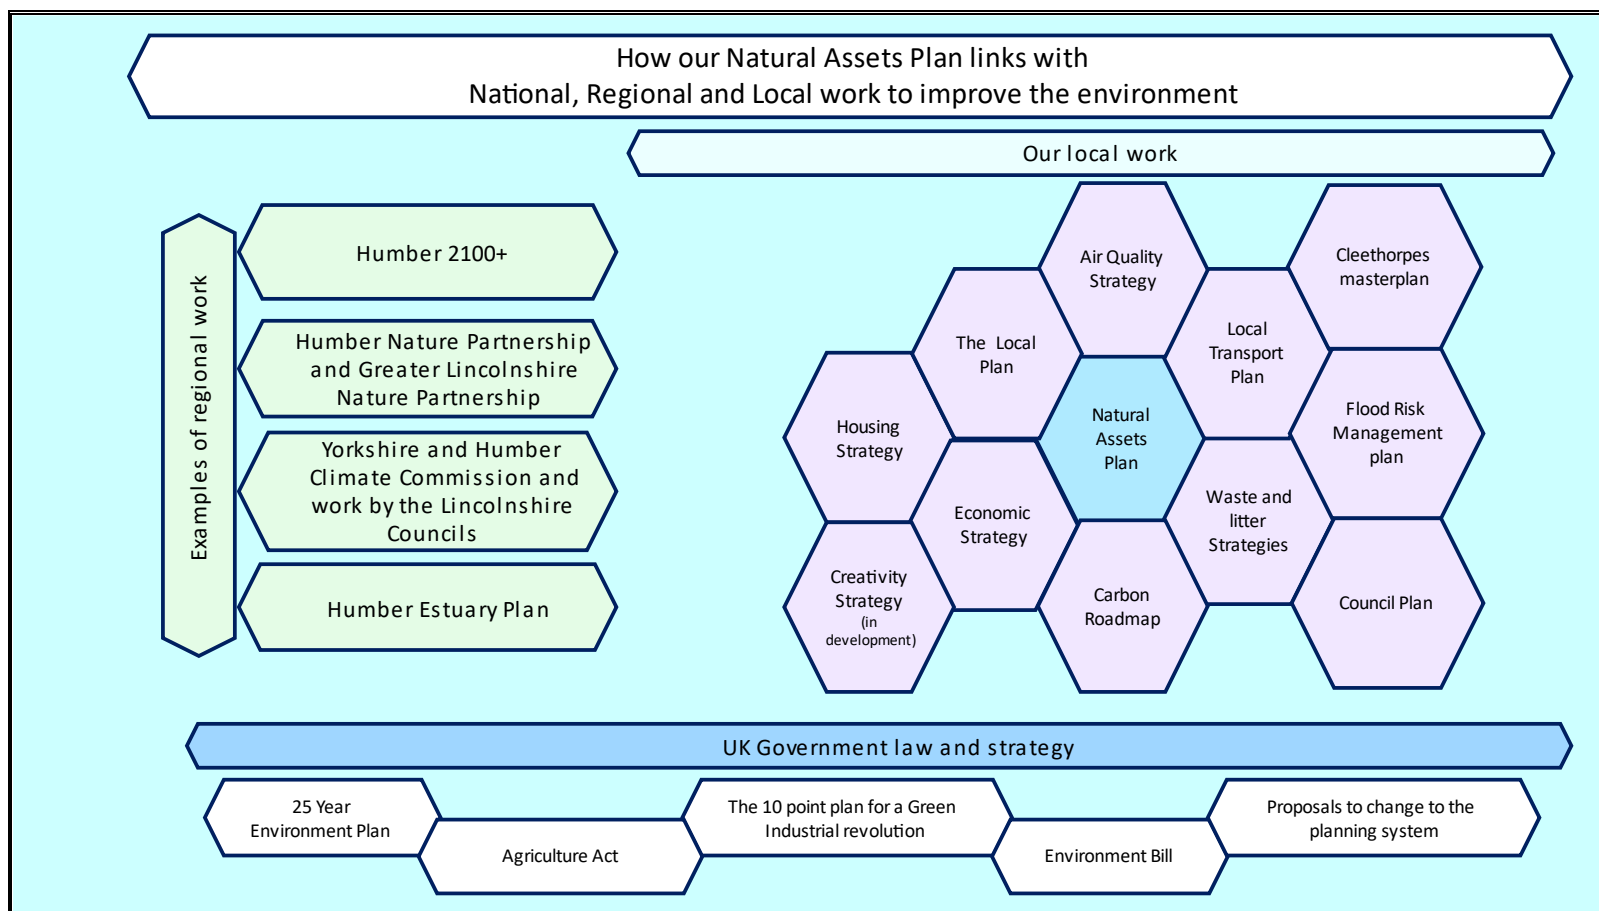 How our Natural Assets Plan links with
National, Regional and Local work to improve the environment
Our local work
Examples of regional work
Humber 2100+
Humber Nature Partnership
and Greater Lincolnshire
Nature Partnership
Yorkshire and Humber
Climate Commission and
work by the Lincolnshire
Councils
Humber Estuary Plan
Air Quality
Strategy
Cleethorpes
masterplan
The Local
Plan
Local
Transport
Plan
Housing
Strategy
Natural
Assets
Plan
Flood Risk
Management
plan
Economic
Strategy
Waste and
litter
Strategies
Creativity
Strategy
(in
development)
Carbon
Roadmap
Council Plan
UK Government law and strategy
25 Year
Environment Plan
Agriculture Act
The 10 point plan for a Green
Industrial revolution
Environment Bill
Proposals to change to the
planning system